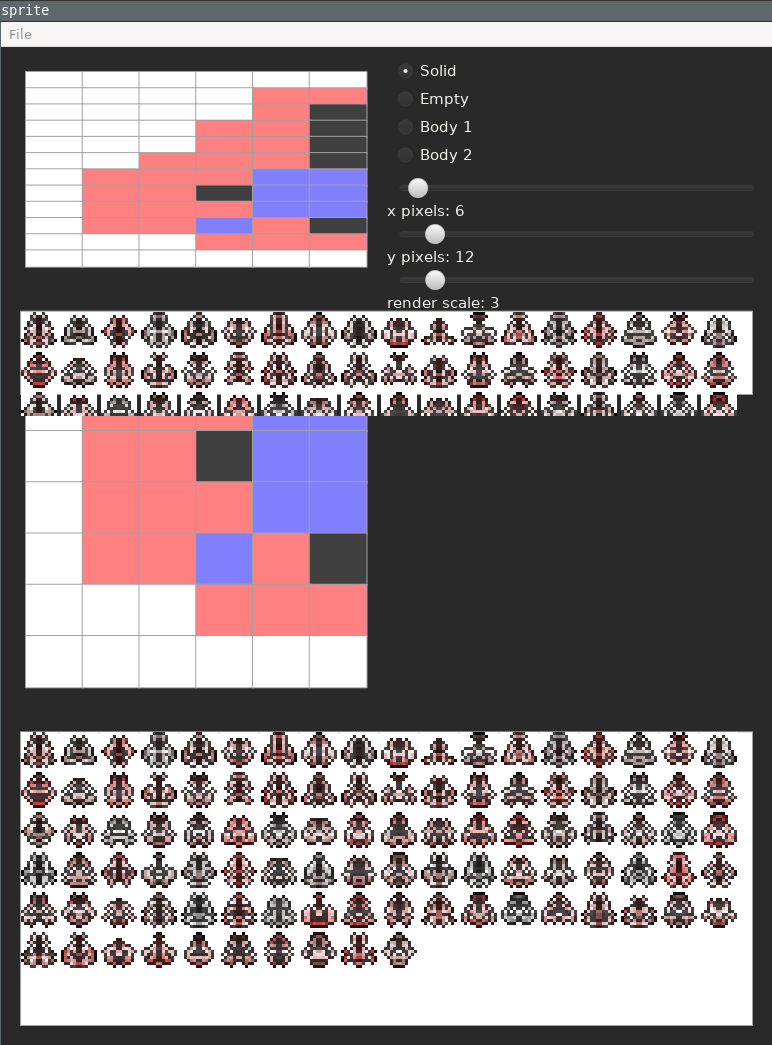 sprite
File
Solid
Empty
Body 1
Body 2
x pixels: 6
y pixels: 12
render scale: 3